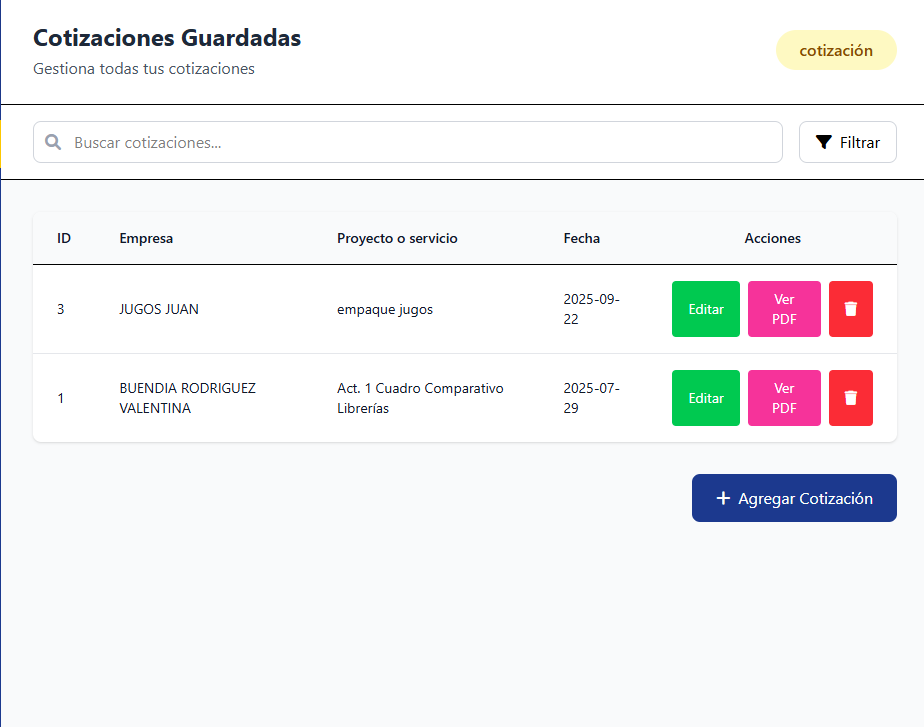 Cotizaciones Guardadas
Gestiona todas tus cotizaciones
cotización
Buscar cotizaciones...
Filtrar
ID Empresa Proyecto o servicio Fecha Acciones
3 JUGOS JUAN empaque jugos 2025-09-22 Editar Ver PDF
1 BUENDIA RODRIGUEZ VALENTINA Act. 1 Cuadro Comparativo Librerías 2025-07-29 Editar Ver PDF
Agregar Cotización